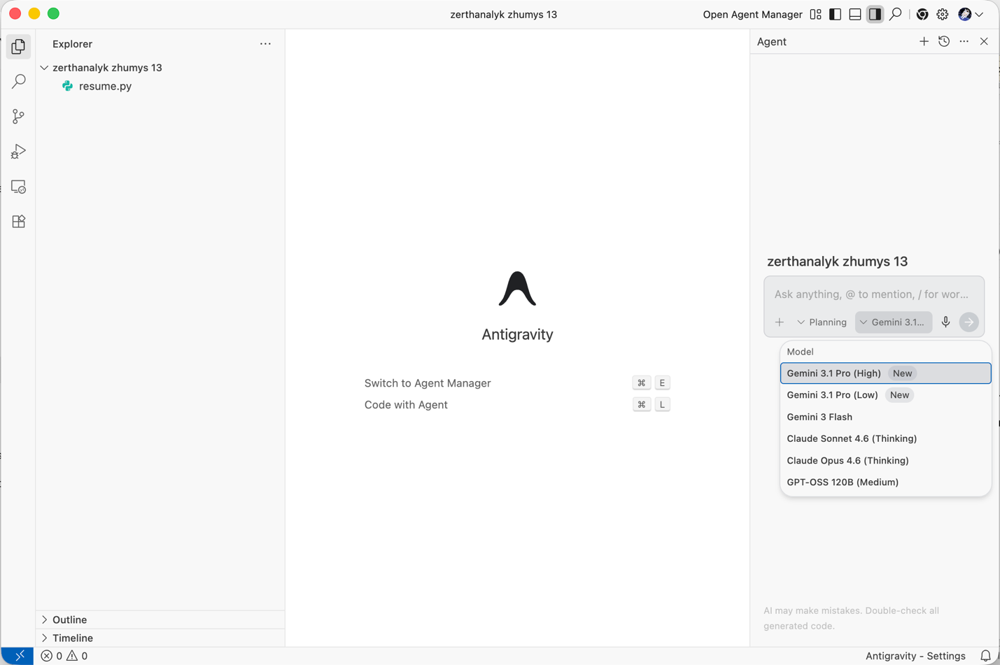 zerthanalyk zhumys 13
Open Agent Manager
Explorer
zerthanalyk zhumys 13
resume.py
Outline
Timeline
Antigravity
Switch to Agent Manager ⌘ E
Code with Agent ⌘ L
Agent
zerthanalyk zhumys 13
Ask anything, @ to mention, / for wor...
Planning Gemini 3.1...
Model
Gemini 3.1 Pro (High) New
Gemini 3.1 Pro (Low) New
Gemini 3 Flash
Claude Sonnet 4.6 (Thinking)
Claude Opus 4.6 (Thinking)
GPT-OSS 120B (Medium)
AI may make mistakes. Double-check all
generated code.
0 0
Antigravity - Settings